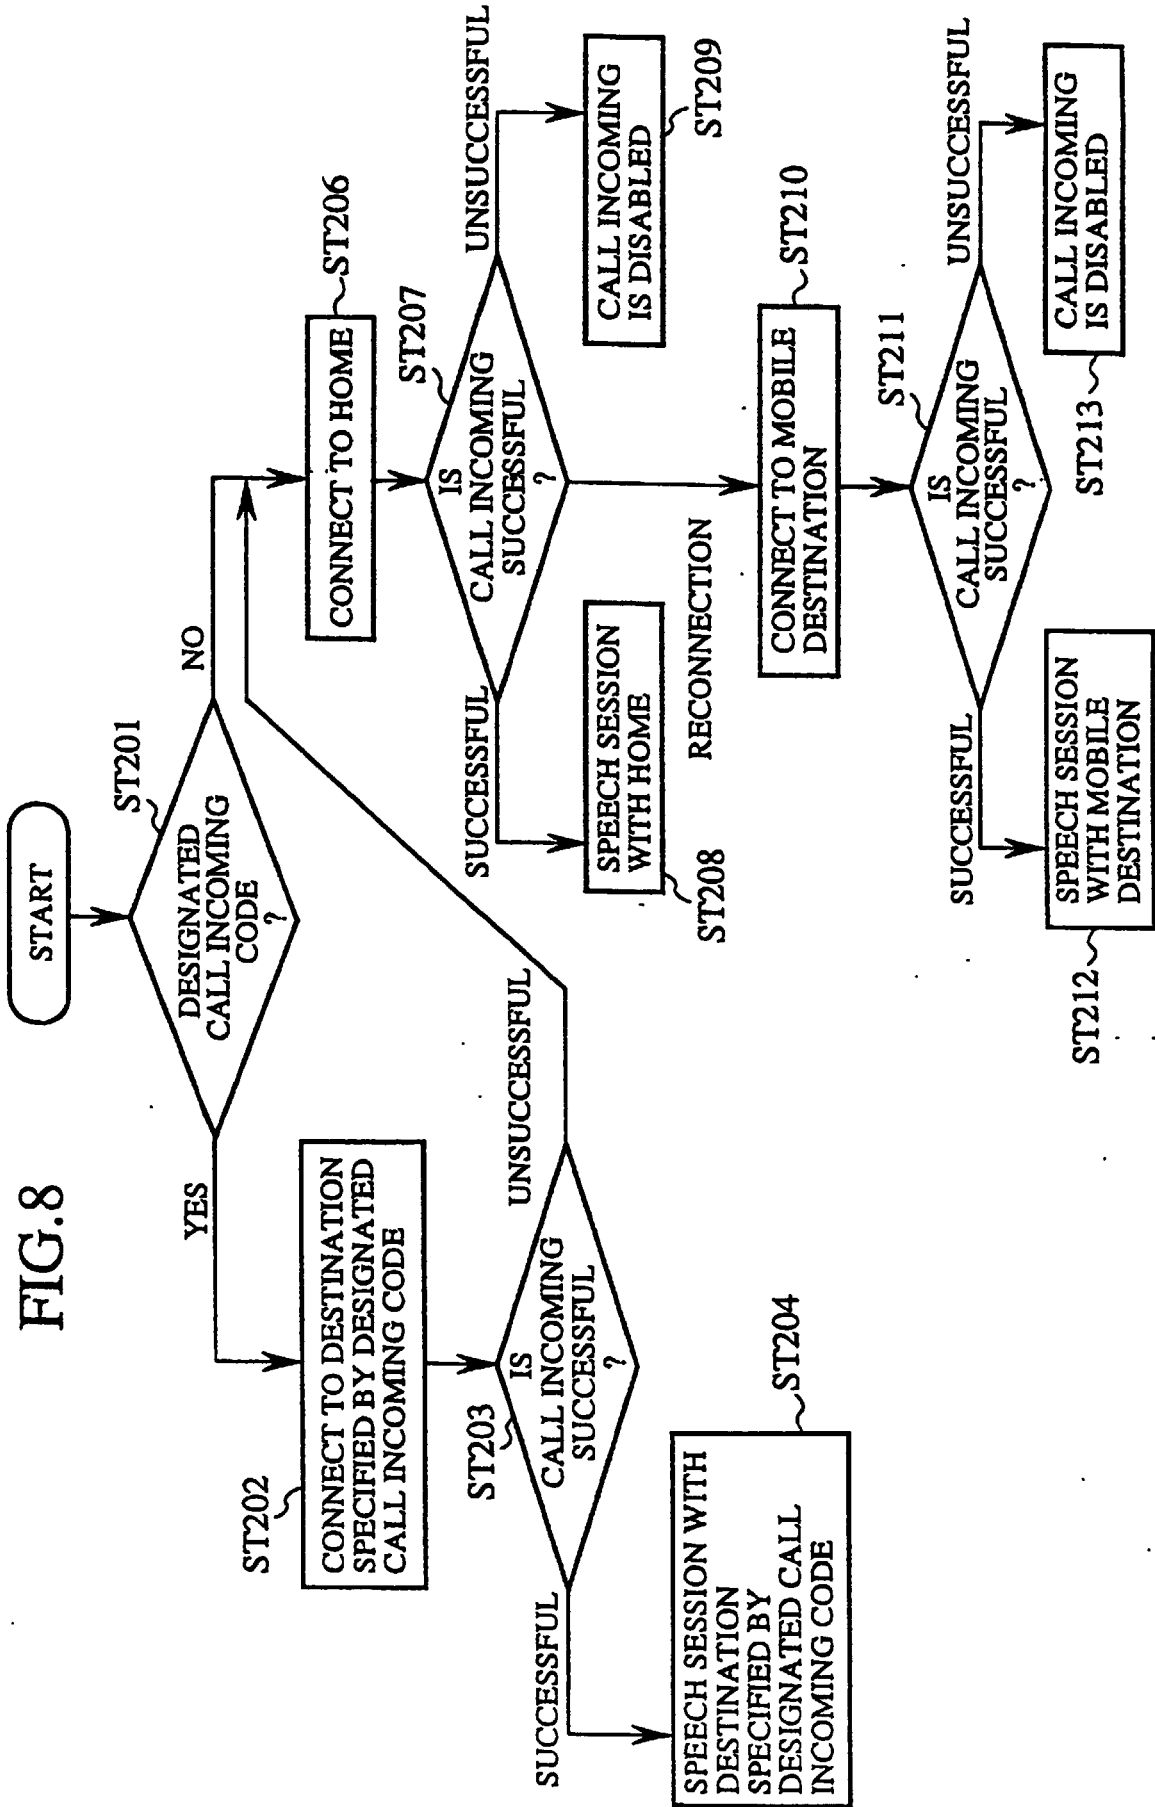 FIG.8
START
ST201
DESIGNATED
CALL INCOMING
CODE
?
YES
NO
ST202
CONNECT TO DESTINATION
SPECIFIED BY DESIGNATED
CALL INCOMING CODE
ST203
IS
CALL INCOMING
SUCCESSFUL
?
SUCCESSFUL
UNSUCCESSFUL
ST204
SPEECH SESSION WITH
DESTINATION
SPECIFIED BY
DESIGNATED CALL
INCOMING CODE
ST206
CONNECT TO HOME
ST207
IS
CALL INCOMING
SUCCESSFUL
?
SUCCESSFUL
UNSUCCESSFUL
SPEECH SESSION
WITH HOME
ST208
CALL INCOMING
IS DISABLED
ST209
RECONNECTION
ST210
CONNECT TO MOBILE
DESTINATION
ST211
IS
CALL INCOMING
SUCCESSFUL
?
SUCCESSFUL
UNSUCCESSFUL
SPEECH SESSION
WITH MOBILE
DESTINATION
ST212
CALL INCOMING
IS DISABLED
ST213